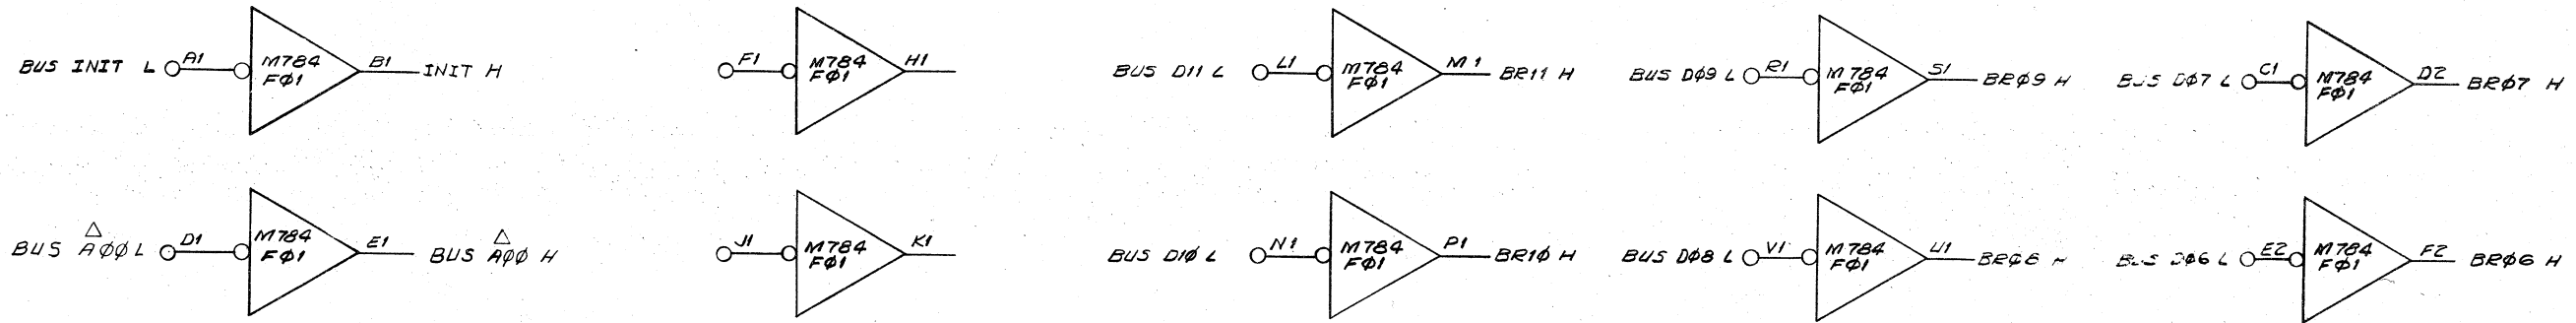 BUS INIT L A1 M784 FØ1 B1 INIT H
F1 M784 FØ1 H1
BUS D11 L L1 M784 FØ1 M1 BR11 H
BUS DØ9 L R1 M784 FØ1 S1 BRØ9 H
BUS DØ7 L C1 M784 FØ1 D2 BRØ7 H
BUS AØØ L D1 M784 FØ1 E1 BUS AØØ H
J1 M784 FØ1 K1
BUS D1Ø L N1 M784 FØ1 P1 BR1Ø H
BUS DØ8 L V1 M784 FØ1 U1 H
BUS DØ6 L E2 M784 FØ1 F2 BRØ6 H